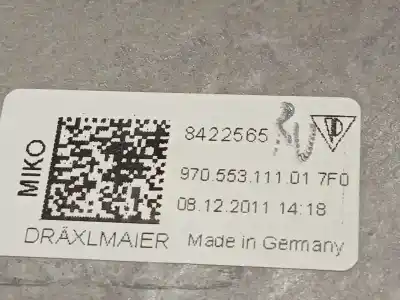 MIKO
8422565
970.553.111.01 7F0
08.12.2011 14:18
DRÄXLMAIER Made in Germany